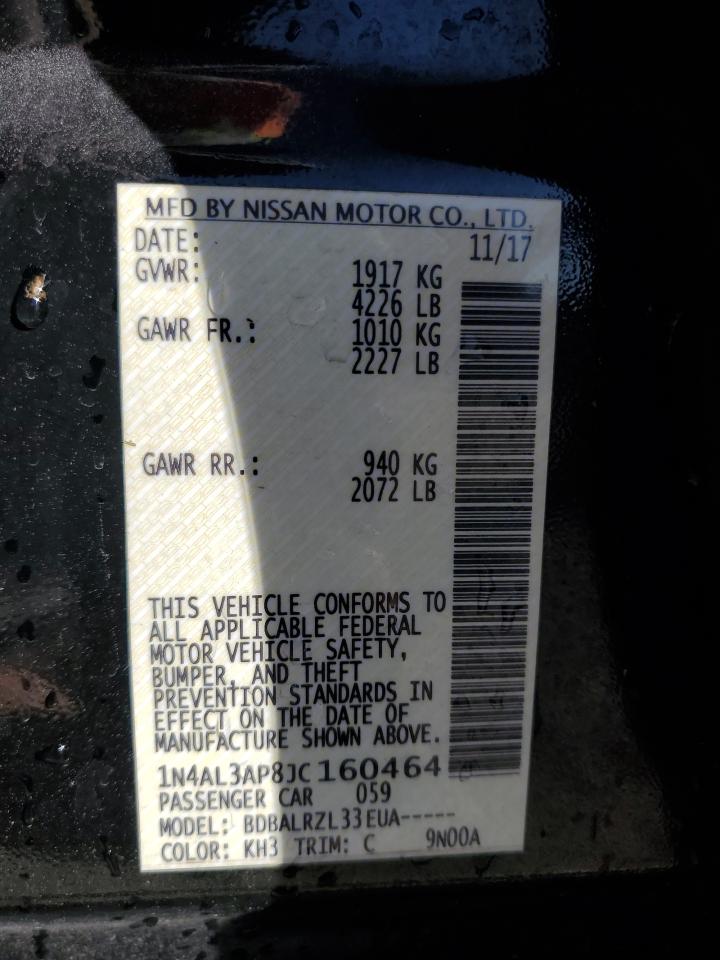 MFD BY NISSAN MOTOR CO., LTD.
DATE: 11/17
GVWR: 1917 KG
4226 LB
GAWR FR.: 1010 KG
2227 LB
GAWR RR.: 940 KG
2072 LB
THIS VEHICLE CONFORMS TO
ALL APPLICABLE FEDERAL
MOTOR VEHICLE SAFETY,
BUMPER, AND THEFT
PREVENTION STANDARDS IN
EFFECT ON THE DATE OF
MANUFACTURE SHOWN ABOVE.
1N4AL3AP8JC160464
PASSENGER CAR 059
MODEL: BDBALRZL33EUA-----
COLOR: KH3 TRIM: C 9N00A